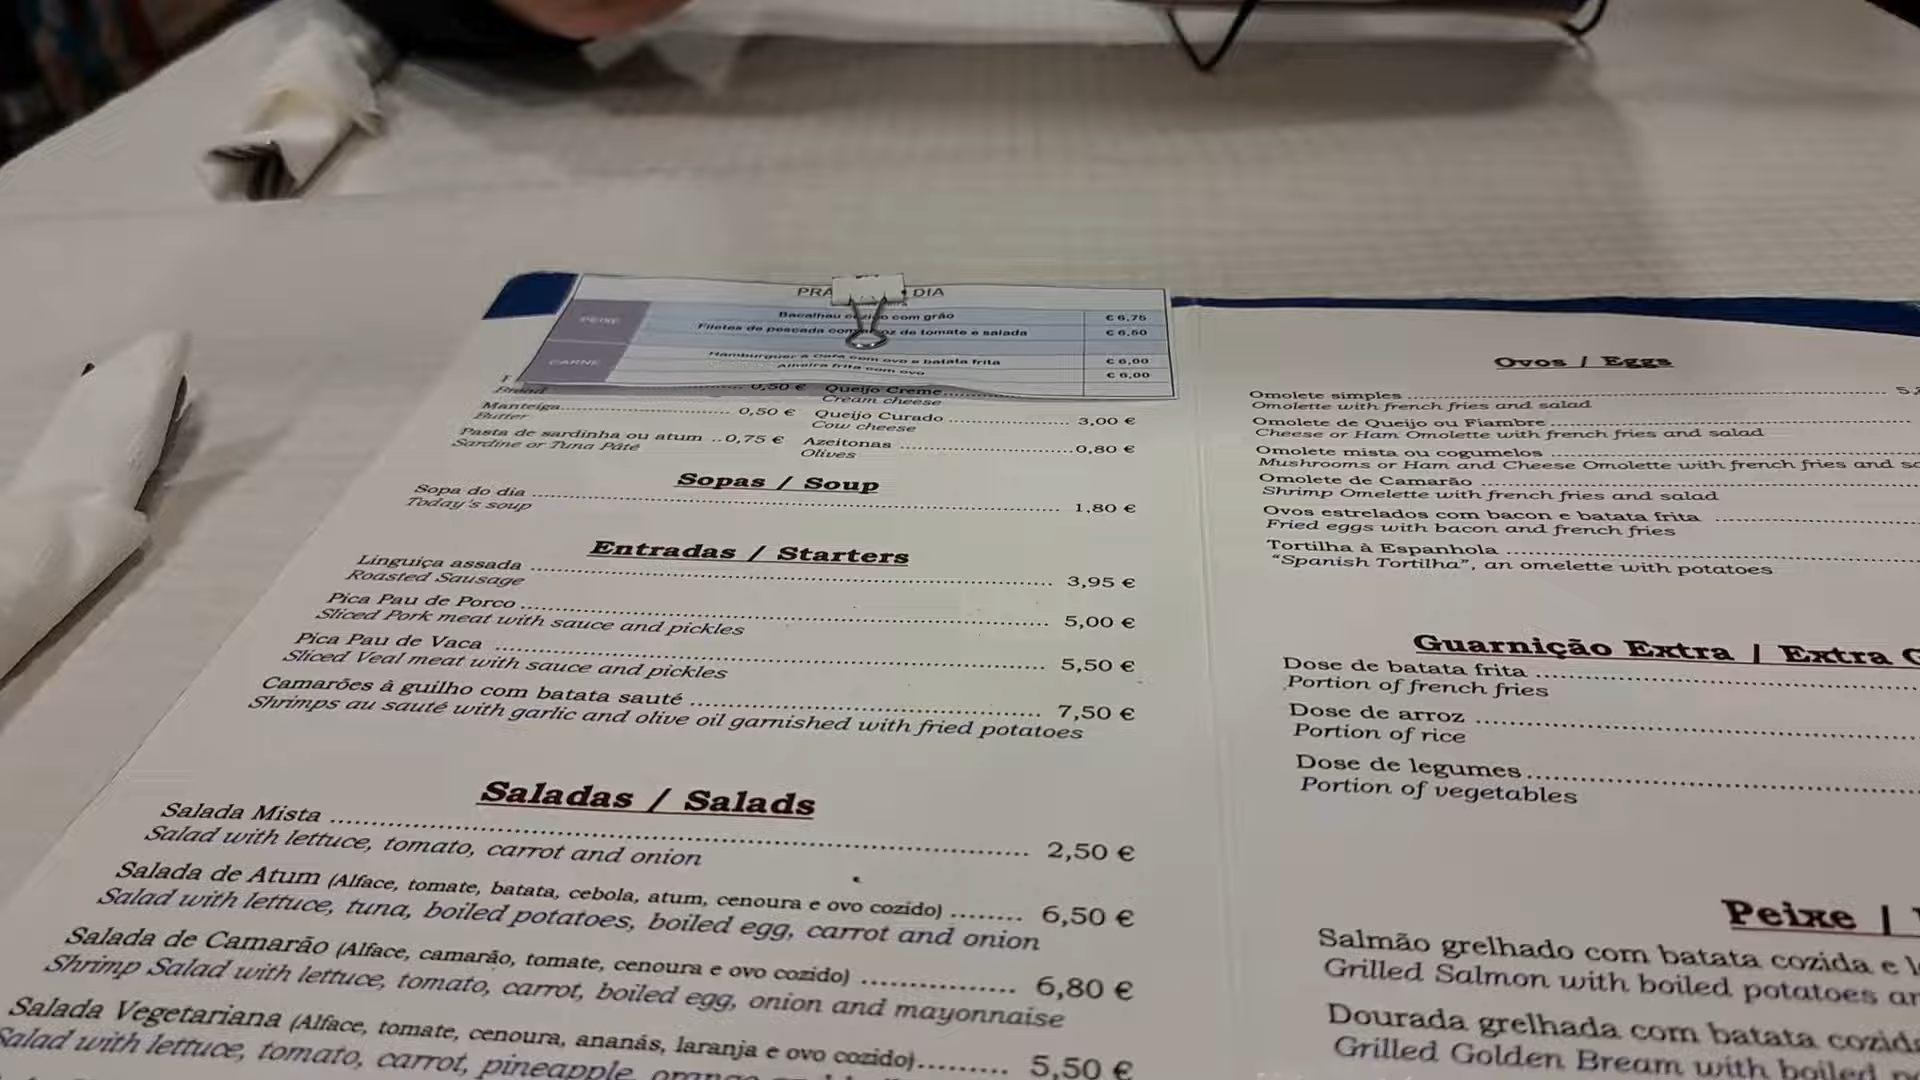 DIA
PEIXE
Bacalhau com grão € 6,75
Filetes de pescada de tomate e salada € 6,50
CARNE
Hamburguer à Café com ovo e batata frita € 6,00
Alheira frita com ovo € 6,00
0,50 € Queijo Creme
Bread Cream cheese
Manteiga 0,50 € Queijo Curado 3,00 €
Butter Cow cheese
Pasta de sardinha ou atum ..0,75 € Azeitonas 0,80 €
Sardine or Tuna Pâté Olives
Sopas / Soup
Sopa do dia 1,80 €
Today's soup
Entradas / Starters
Linguiça assada 3,95 €
Roasted Sausage
Pica Pau de Porco 5,00 €
Sliced Pork meat with sauce and pickles
Pica Pau de Vaca 5,50 €
Sliced Veal meat with sauce and pickles
Camarões à guilho com batata sauté 7,50 €
Shrimps au sauté with garlic and olive oil garnished with fried potatoes
Saladas / Salads
Salada Mista 2,50 €
Salad with lettuce, tomato, carrot and onion
Salada de Atum (Alface, tomate, batata, cebola, atum, cenoura e ovo cozido) 6,50 €
Salad with lettuce, tuna, boiled potatoes, boiled egg, carrot and onion
Salada de Camarão (Alface, camarão, tomate, cenoura e ovo cozido) 6,80 €
Shrimp Salad with lettuce, tomato, carrot, boiled egg, onion and mayonnaise
Salada Vegetariana (Alface, tomate, cenoura, ananás, laranja e ovo cozido) 5,50 €
Salad with lettuce, tomato, carrot, pineapple,
Ovos / Eggs
Omolete simples
Omolette with french fries and salad
Omolete de Queijo ou Fiambre
Cheese or Ham Omolette with french fries and salad
Omolete mista ou cogumelos
Mushrooms or Ham and Cheese Omolette with french fries and
Omolete de Camarão
Shrimp Omelette with french fries and salad
Ovos estrelados com bacon e batata frita
Fried eggs with bacon and french fries
Tortilha à Espanhola
"Spanish Tortilha", an omelette with potatoes
Guarnição Extra / Extra
Dose de batata frita
Portion of french fries
Dose de arroz
Portion of rice
Dose de legumes
Portion of vegetables
Peixe /
Salmão grelhado com batata cozida e
Grilled Salmon with boiled potatoes
Dourada grelhada com batata
Grilled Golden Bream with boiled